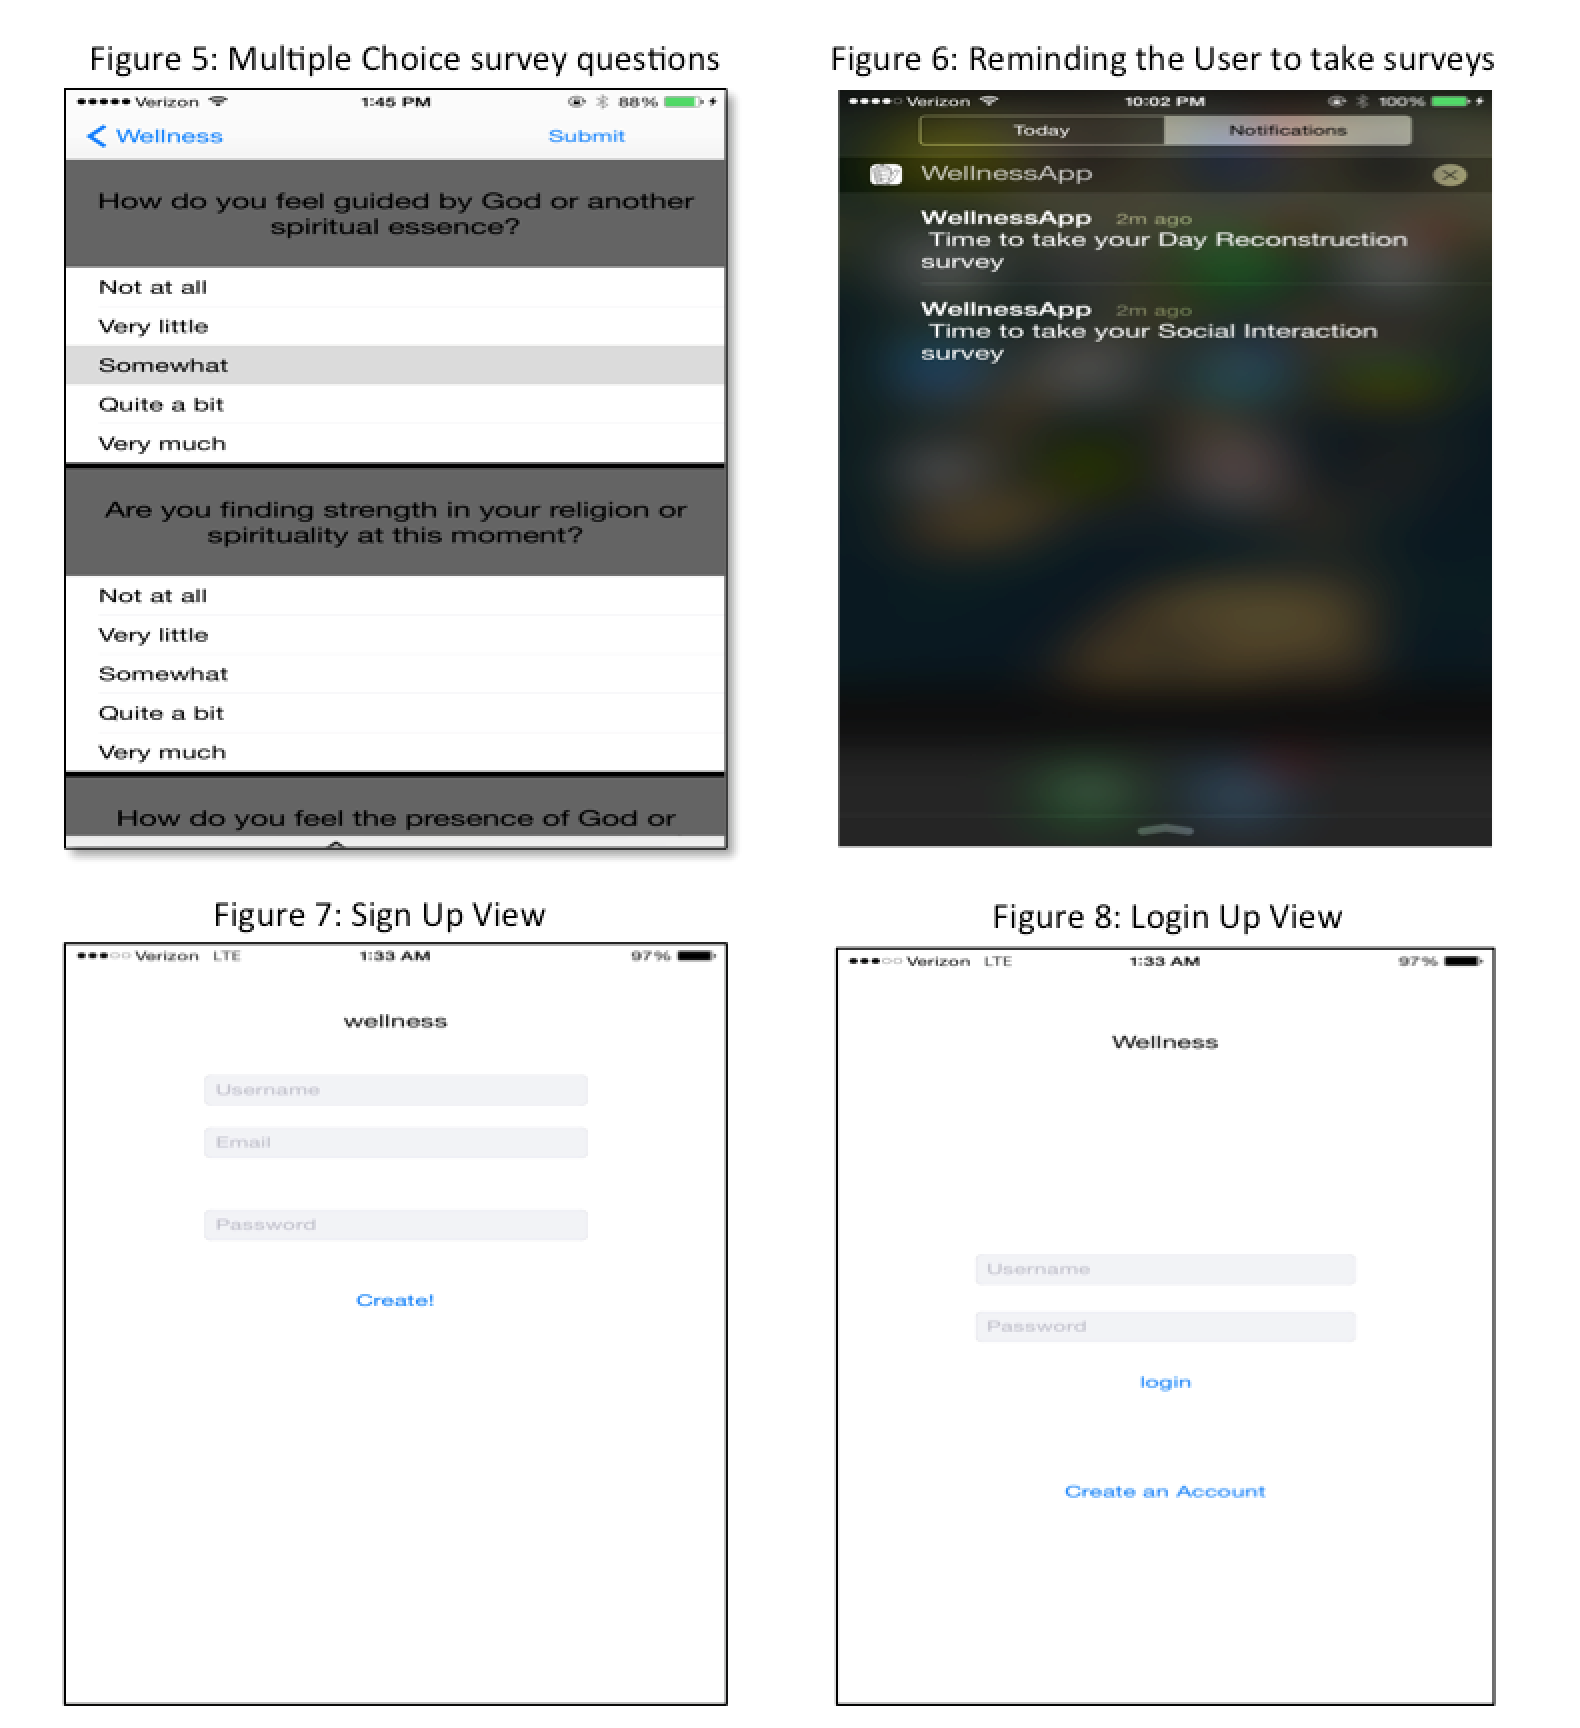 Figure 5: Multiple Choice survey questions
Verizon 1:45 PM 88%
Wellness Submit
How do you feel guided by God or another
spiritual essence?
Not at all
Very little
Somewhat
Quite a bit
Very much
Are you finding strength in your religion or
spirituality at this moment?
Not at all
Very little
Somewhat
Quite a bit
Very much
How do you feel the presence of God or
Figure 6: Reminding the User to take surveys
Verizon 10:02 PM 100%
Today Notifications
WellnessApp
WellnessApp 2m ago
Time to take your Day Reconstruction
survey
WellnessApp 2m ago
Time to take your Social Interaction
survey
Figure 7: Sign Up View
Verizon LTE 1:33 AM 97%
wellness
Username
Email
Password
Create!
Figure 8: Login Up View
Verizon LTE 1:33 AM 97%
Wellness
Username
Password
login
Create an Account